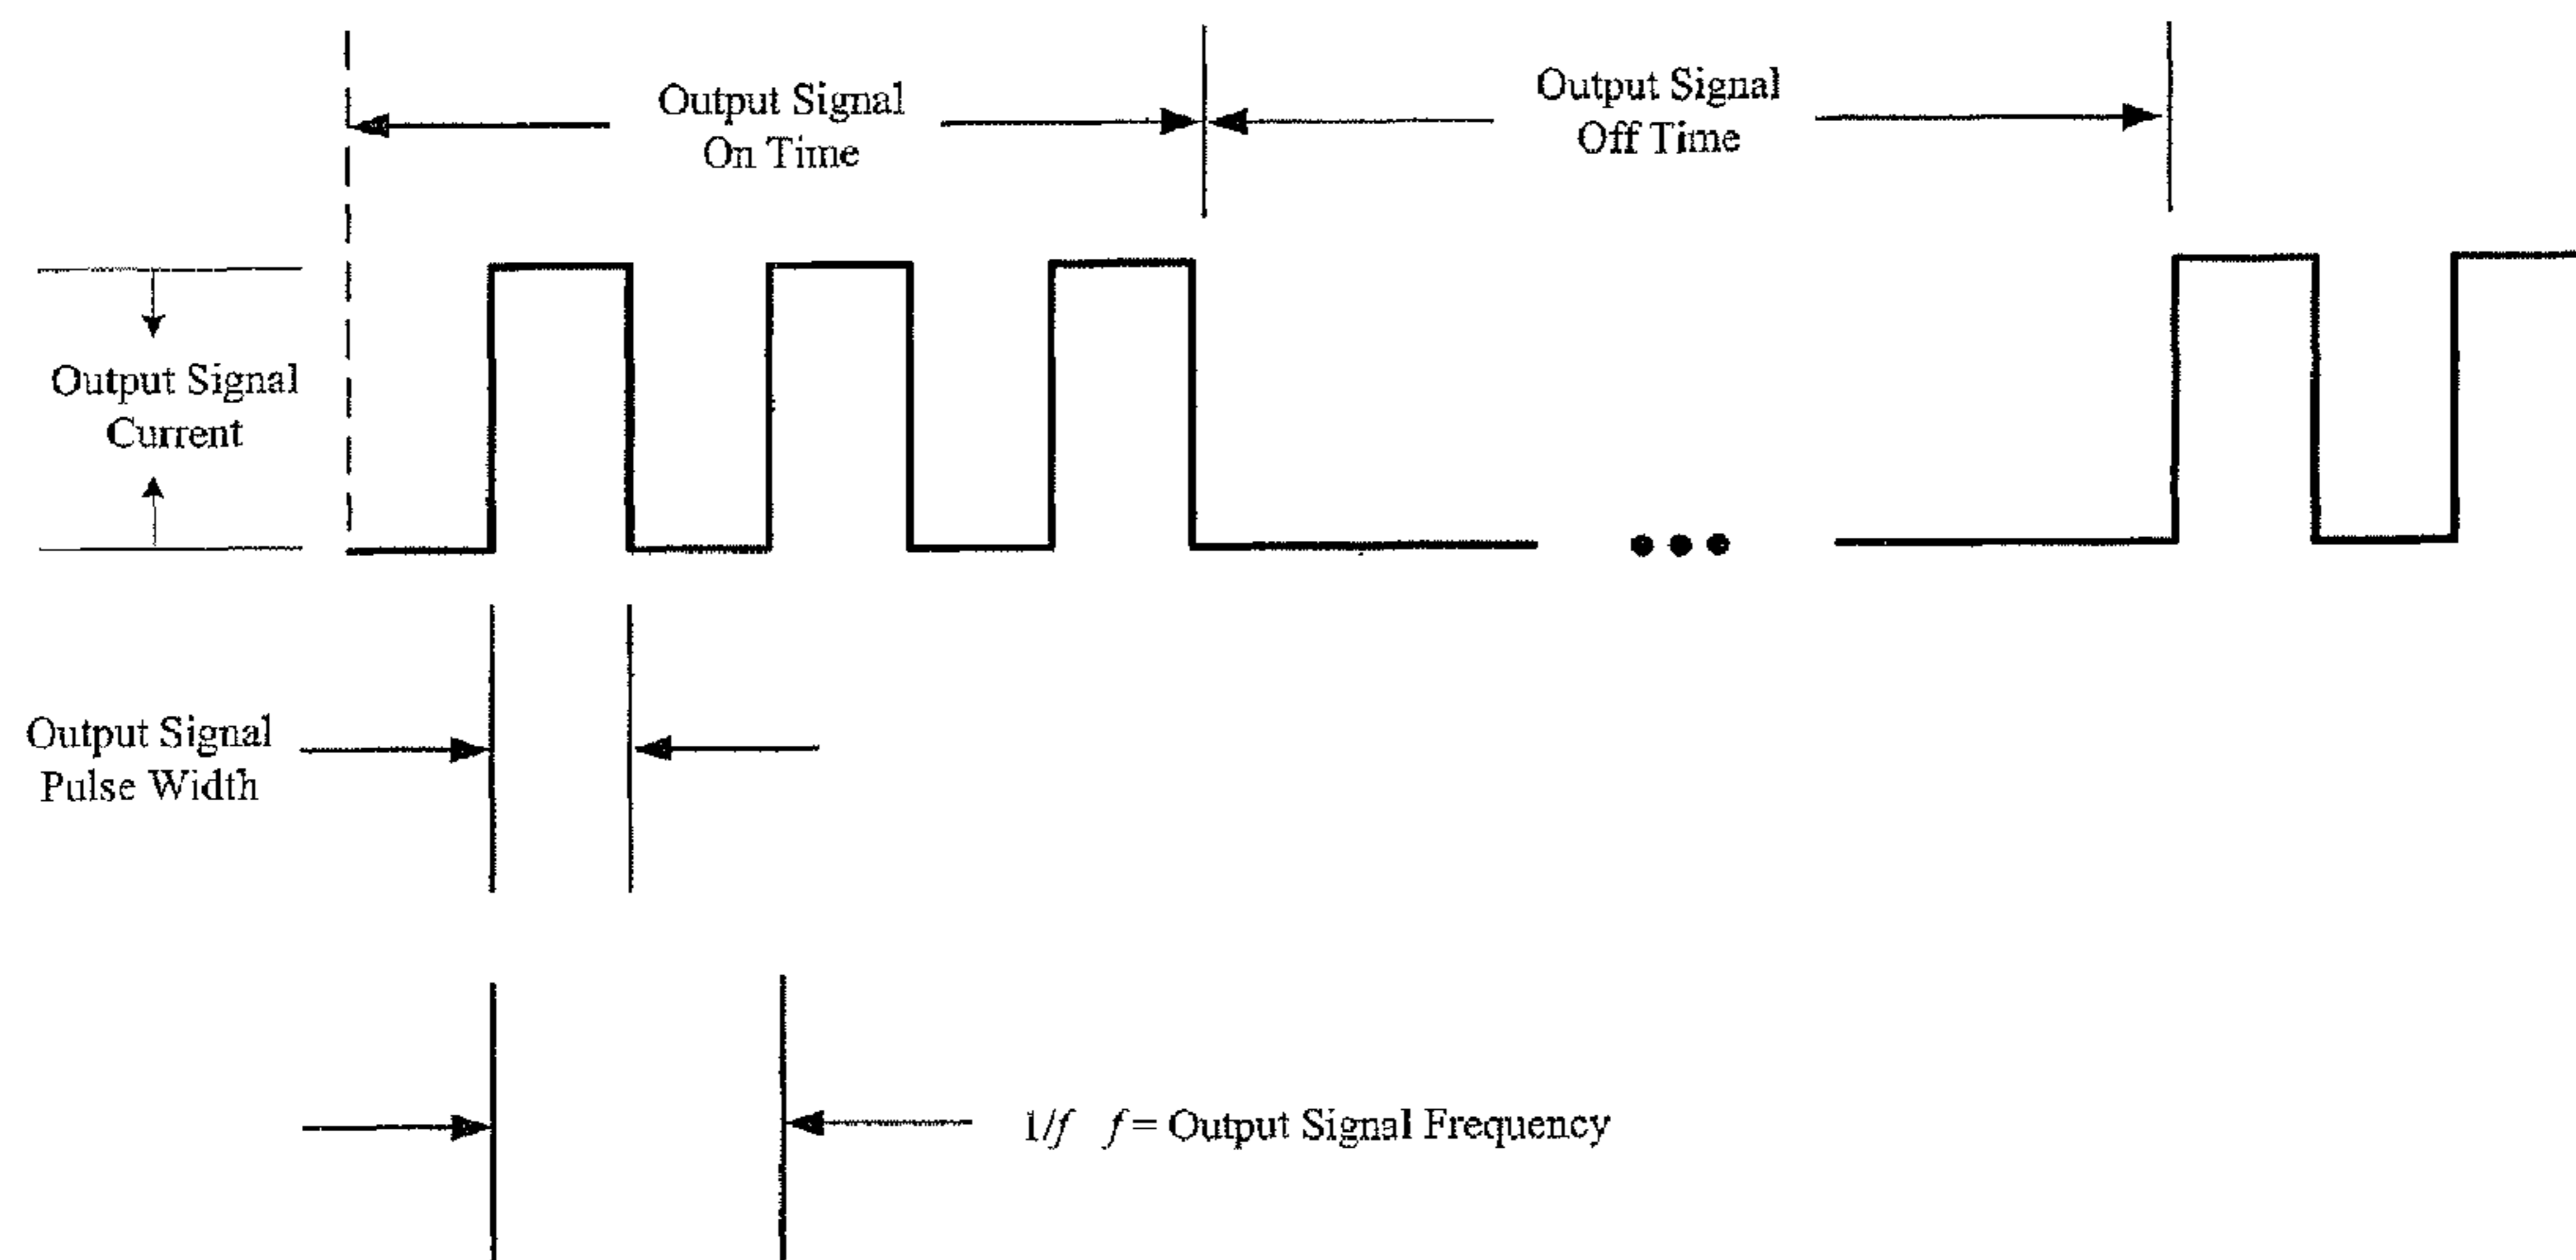 Output Signal
On Time
Output Signal
Off Time
Output Signal
Current
Output Signal
Pulse Width
1/f f = Output Signal Frequency